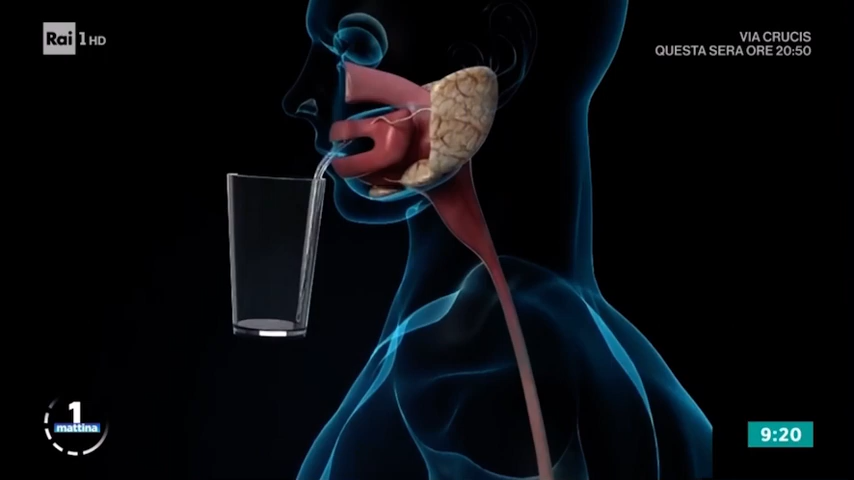 Rai 1 HD
VIA CRUCIS
QUESTA SERA ORE 20:50
1
mattina
9:20